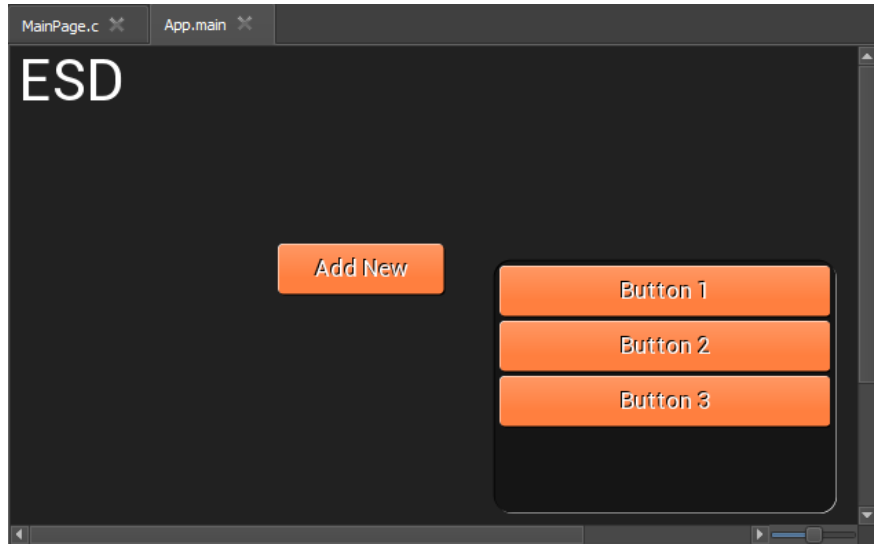 MainPage.c
App.main
ESD
Add New
Button 1
Button 2
Button 3